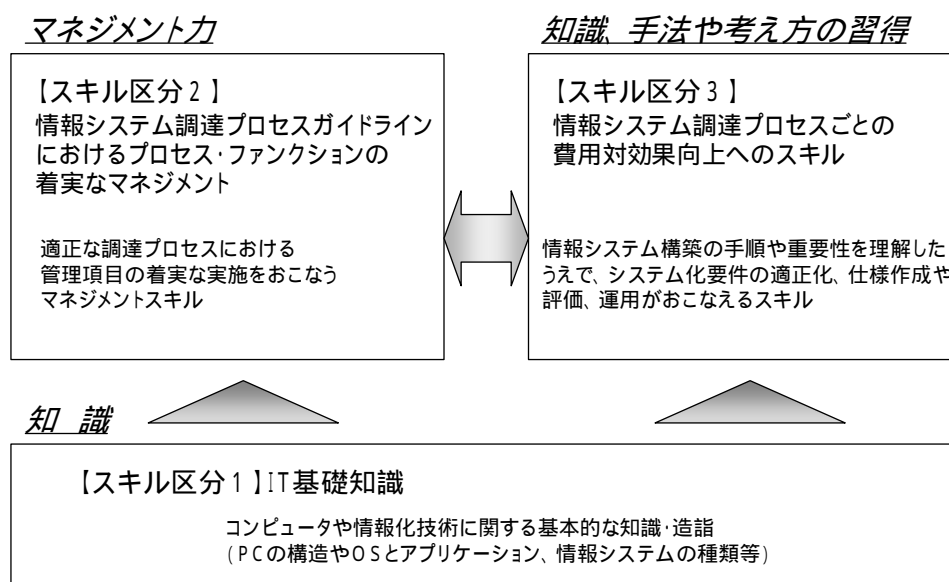 マネジメント力
【スキル区分2】
情報システム調達プロセスガイドライン
におけるプロセス・ファンクションの
着実なマネジメント
適正な調達プロセスにおける
管理項目の着実な実施をおこなう
マネジメントスキル
知識、手法や考え方の習得
【スキル区分3】
情報システム調達プロセスごとの
費用対効果向上へのスキル
情報システム構築の手順や重要性を理解した
うえで、システム化要件の適正化、仕様作成や
評価、運用がおこなえるスキル
知 識
【スキル区分1】IT基礎知識
コンピュータや情報化技術に関する基本的な知識・造詣
(PCの構造やOSとアプリケーション、情報システムの種類等)